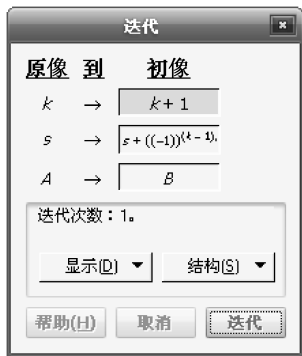 迭代
原像 到 初像
k → k + 1
s → s + ((-1))^(k - 1).
A → B
迭代次数：1。
显示(D) 结构(S)
帮助(H) 取消 迭代